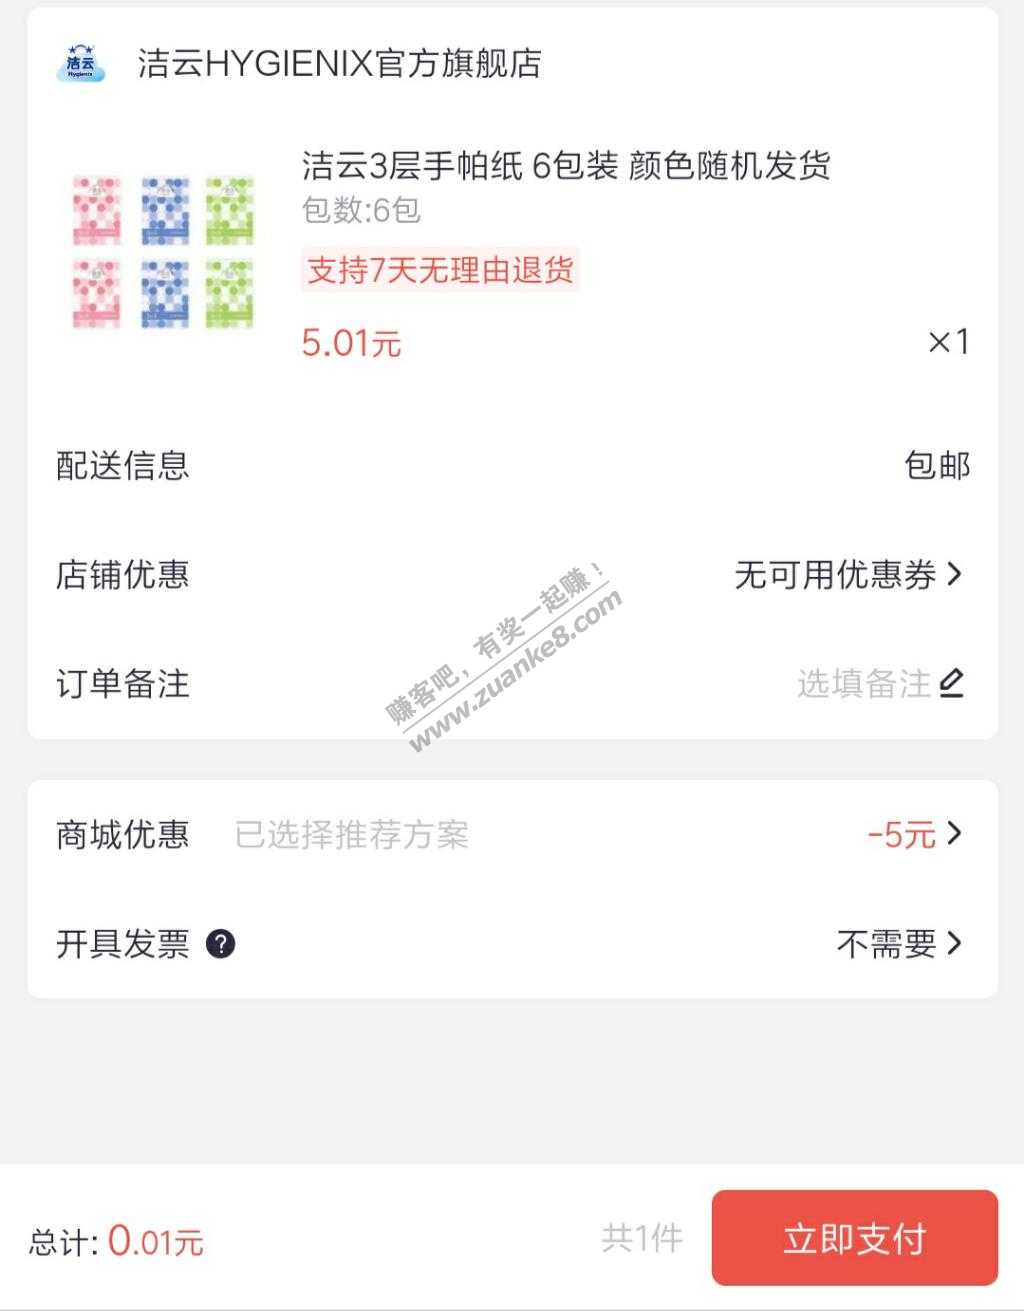 洁云
Hygienix
洁云HYGIENIX官方旗舰店
洁云3层手帕纸 6包装 颜色随机发货
包数:6包
支持7天无理由退货
5.01元
×1
配送信息
包邮
店铺优惠
无可用优惠券
订单备注
选填备注
赚客吧，有奖一起赚！
www.zuanke8.com
商城优惠
已选择推荐方案
-5元
开具发票 ?
不需要
总计: 0.01元
共1件
立即支付